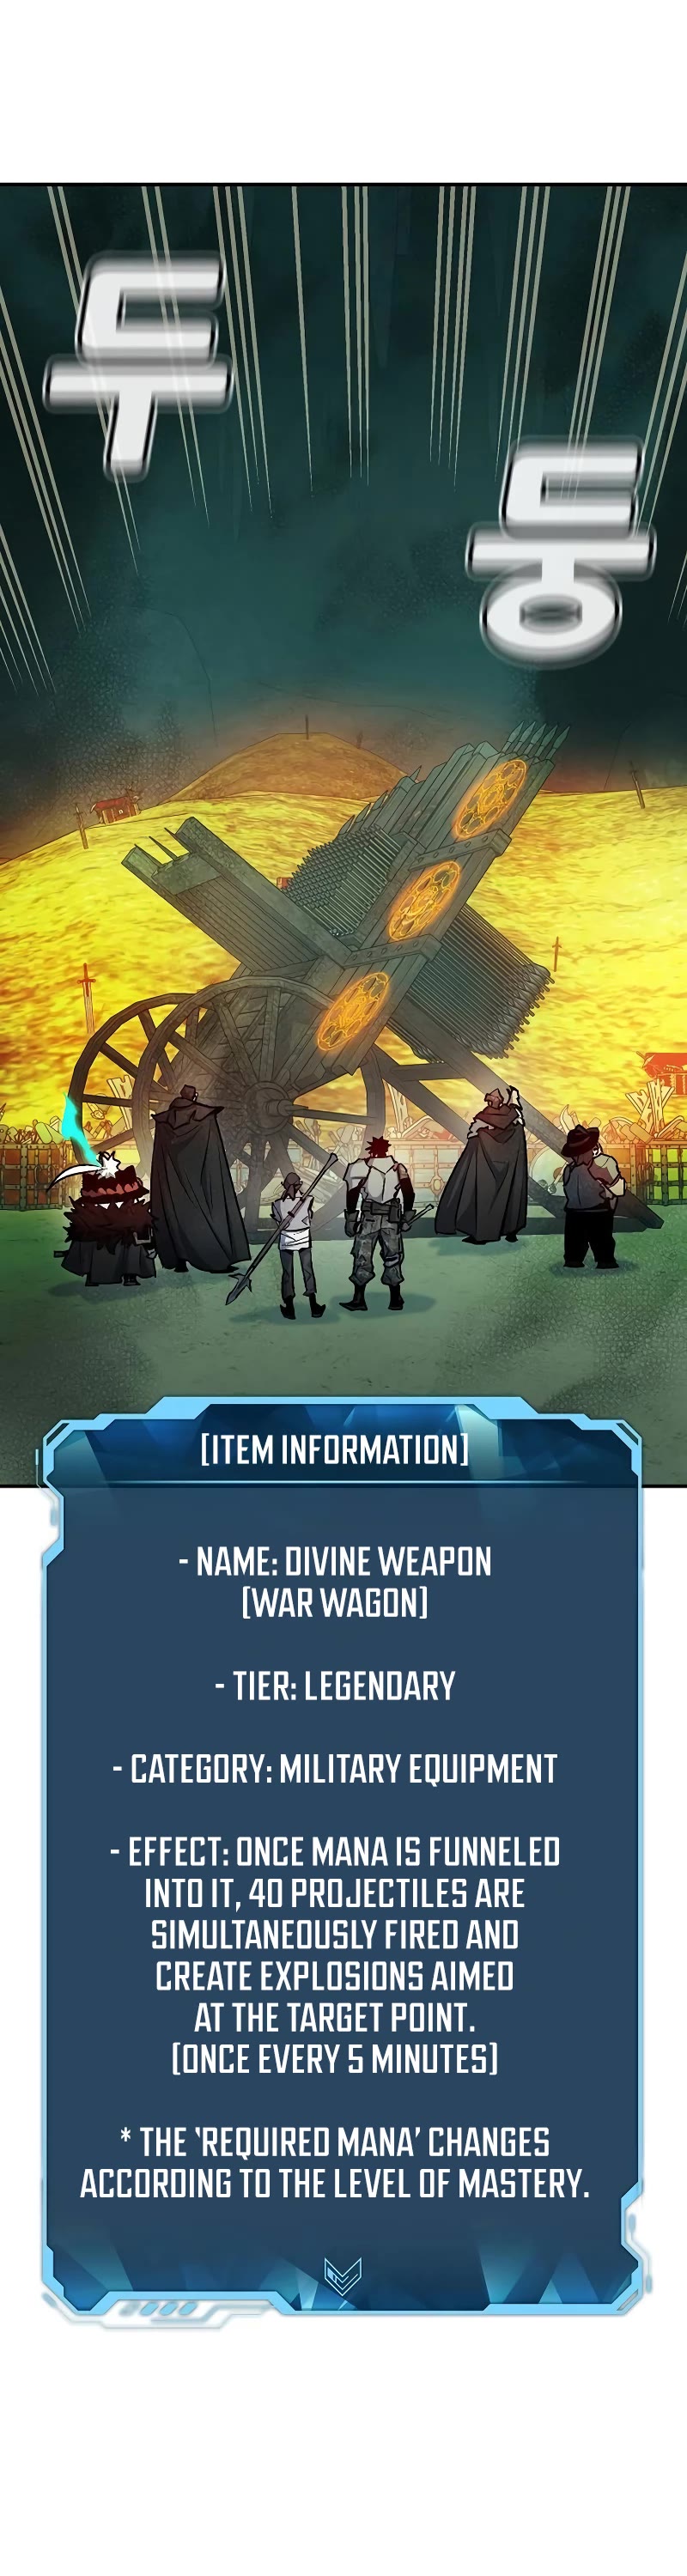 두
둥
[ITEM INFORMATION]
- NAME: DIVINE WEAPON
[WAR WAGON]
- TIER: LEGENDARY
- CATEGORY: MILITARY EQUIPMENT
- EFFECT: ONCE MANA IS FUNNELED
INTO IT, 40 PROJECTILES ARE
SIMULTANEOUSLY FIRED AND
CREATE EXPLOSIONS AIMED
AT THE TARGET POINT.
[ONCE EVERY 5 MINUTES]
* THE ‘REQUIRED MANA’ CHANGES
ACCORDING TO THE LEVEL OF MASTERY.